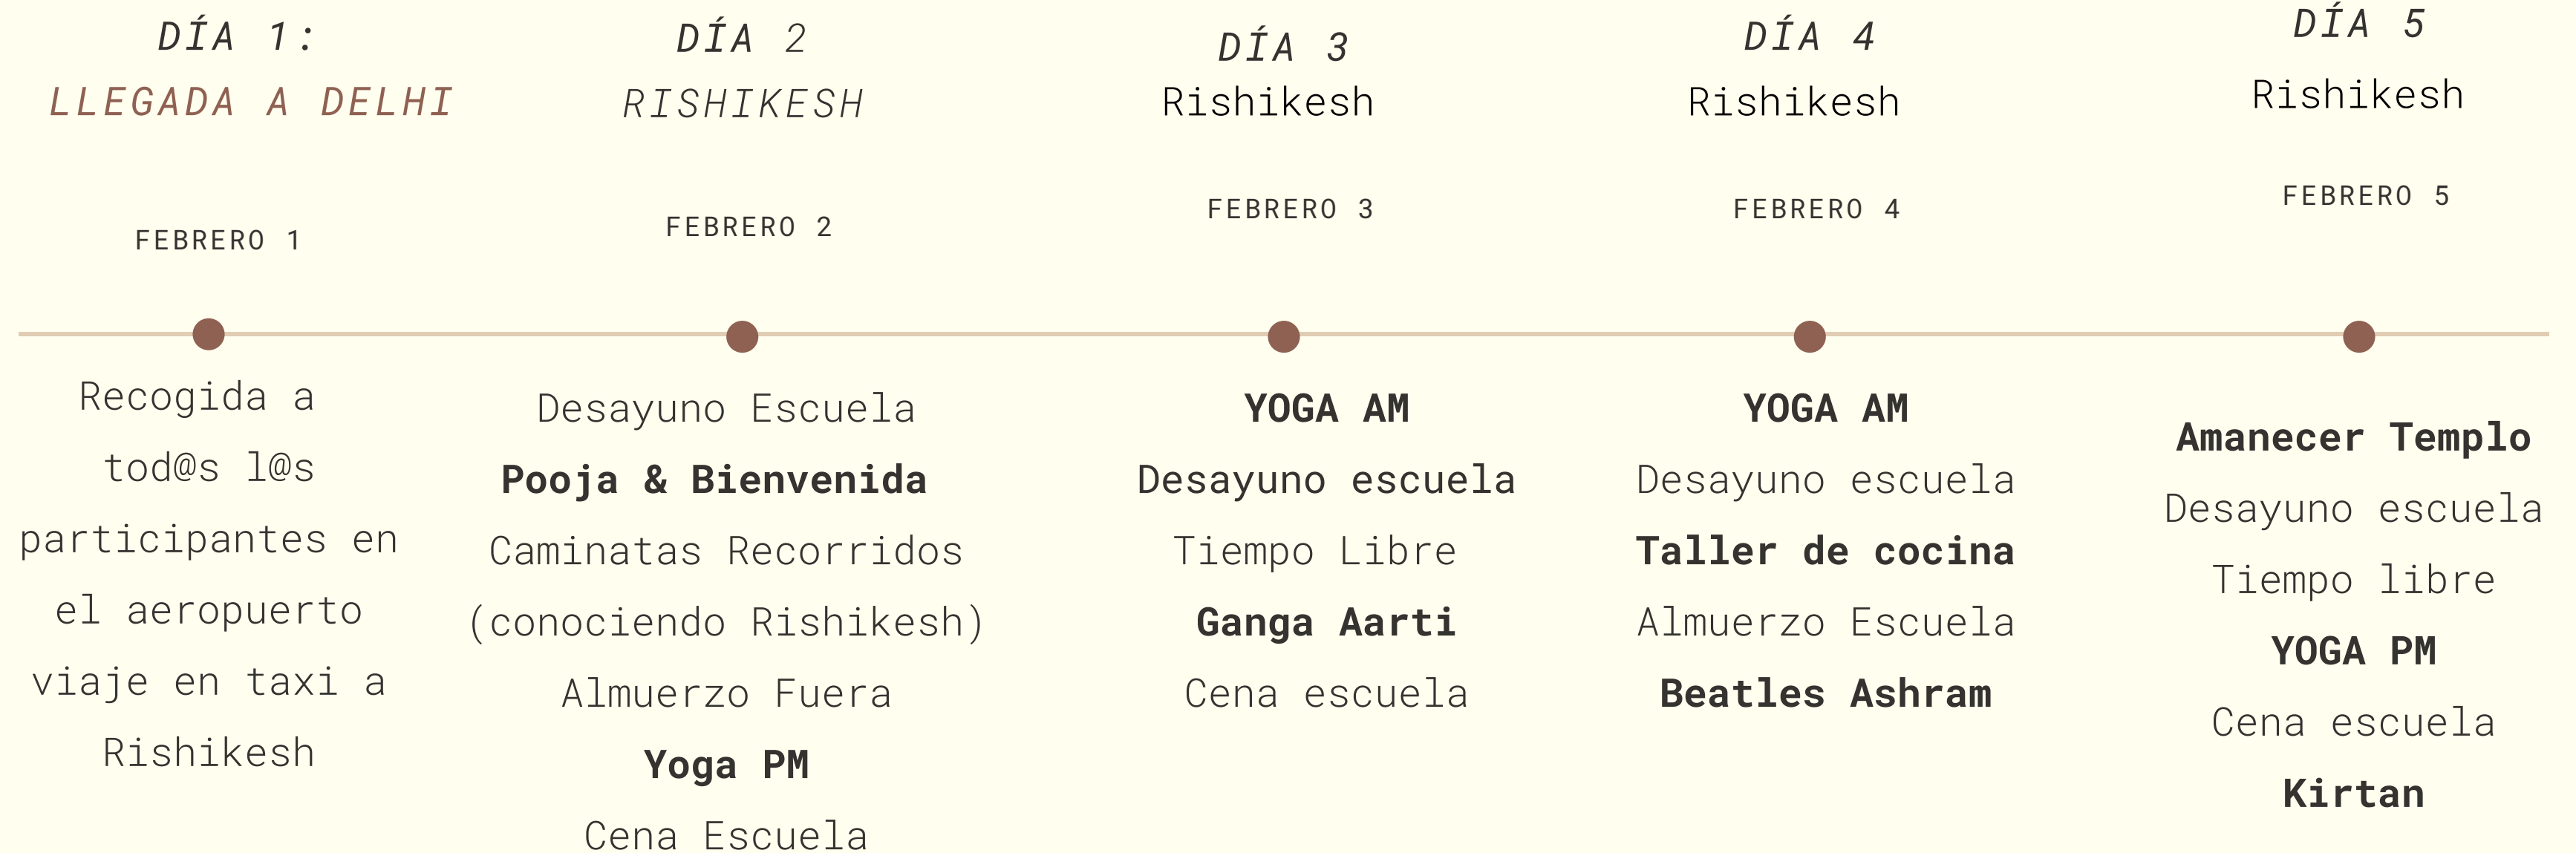 DÍA 1:
LLEGADA A DELHI
FEBRERO 1
Recogida a
tod@s l@s
participantes en
el aeropuerto
viaje en taxi a
Rishikesh
DÍA 2
RISHIKESH
FEBRERO 2
Desayuno Escuela
Pooja & Bienvenida
Caminatas Recorridos
(conociendo Rishikesh)
Almuerzo Fuera
Yoga PM
Cena Escuela
DÍA 3
Rishikesh
FEBRERO 3
YOGA AM
Desayuno escuela
Tiempo Libre
Ganga Aarti
Cena escuela
DÍA 4
Rishikesh
FEBRERO 4
YOGA AM
Desayuno escuela
Taller de cocina
Almuerzo Escuela
Beatles Ashram
DÍA 5
Rishikesh
FEBRERO 5
Amanecer Templo
Desayuno escuela
Tiempo libre
YOGA PM
Cena escuela
Kirtan